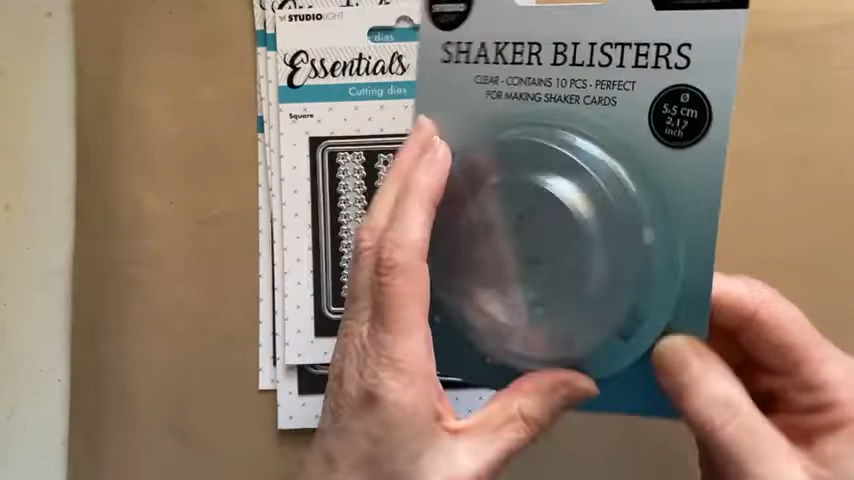 STUDIOLIGHT
dies
Essentials
Cutting dies
Square
SHAKER BLISTERS
CLEAR - CONTAINS 10 PCS - PERFECT
FOR MAKING SHAKER CARDS
Ø
5,5 cm
2,17
inch